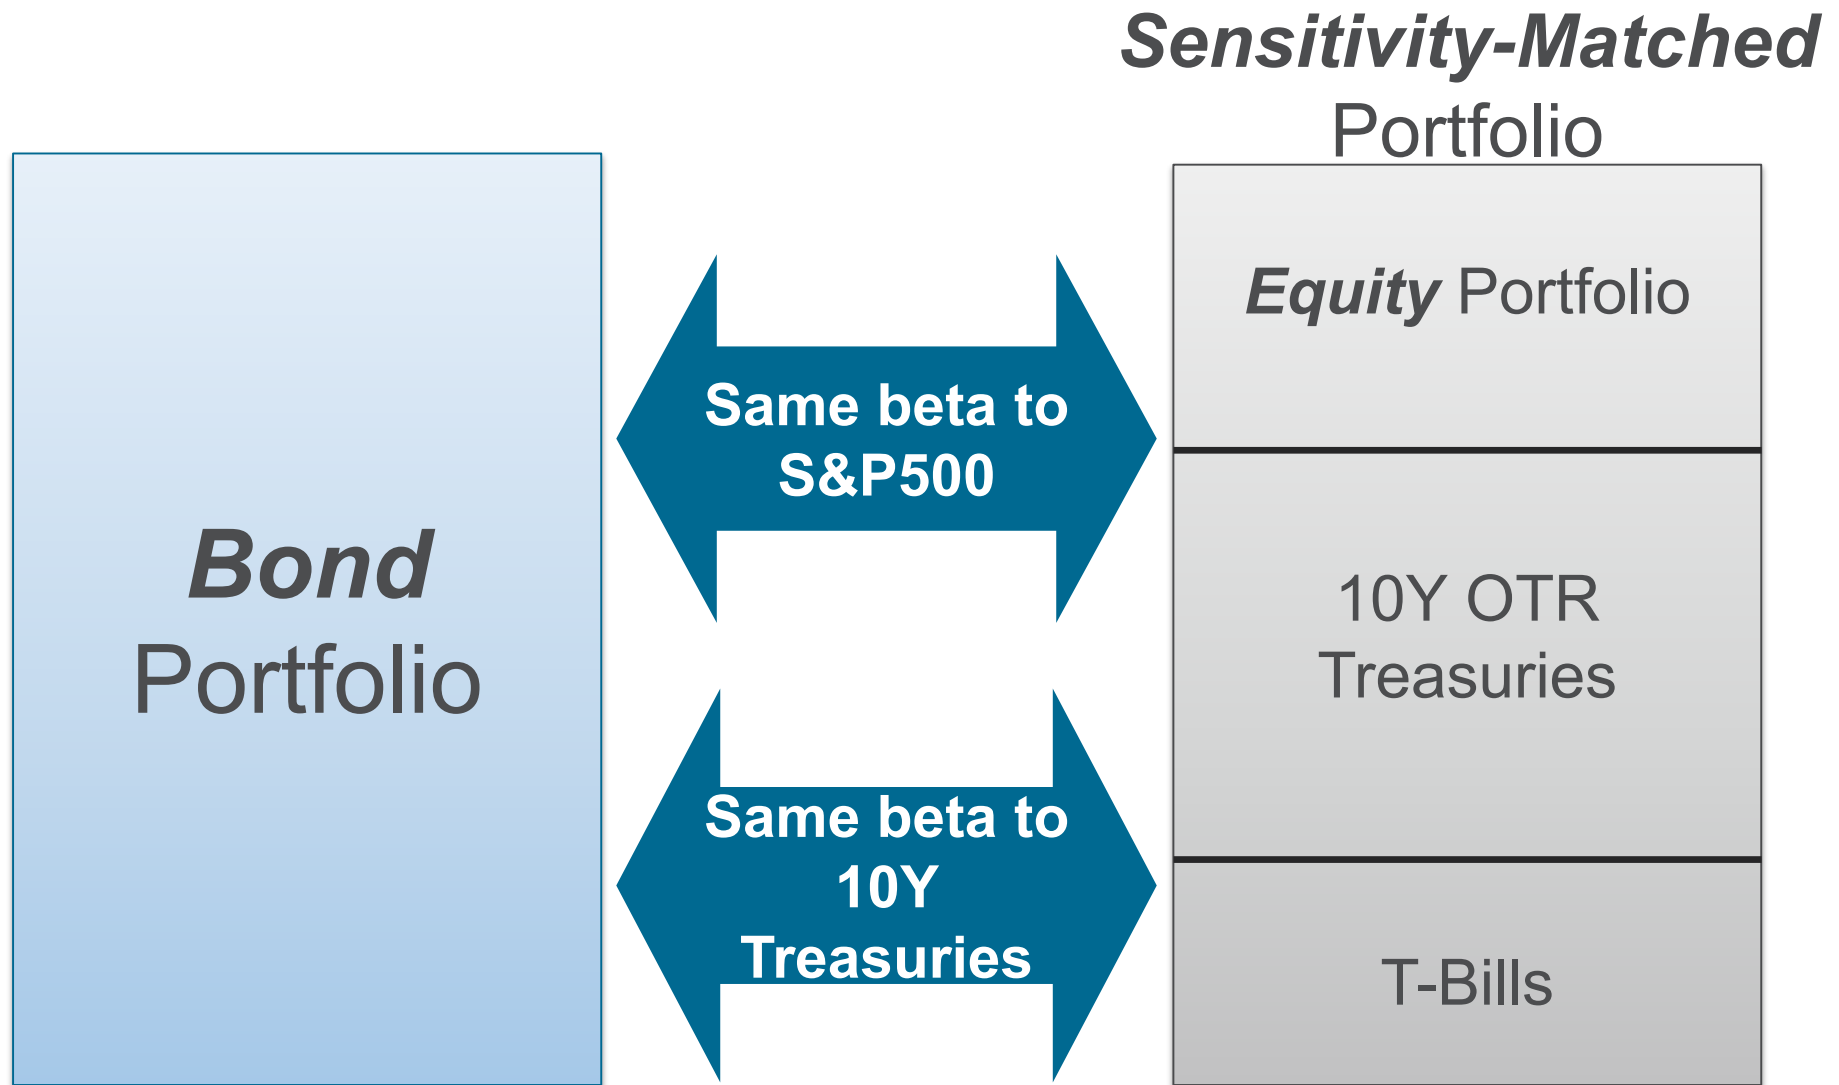 Sensitivity-Matched
Portfolio
Bond
Portfolio
Same beta to
S&P500
Same beta to
10Y
Treasuries
Equity Portfolio
10Y OTR
Treasuries
T-Bills